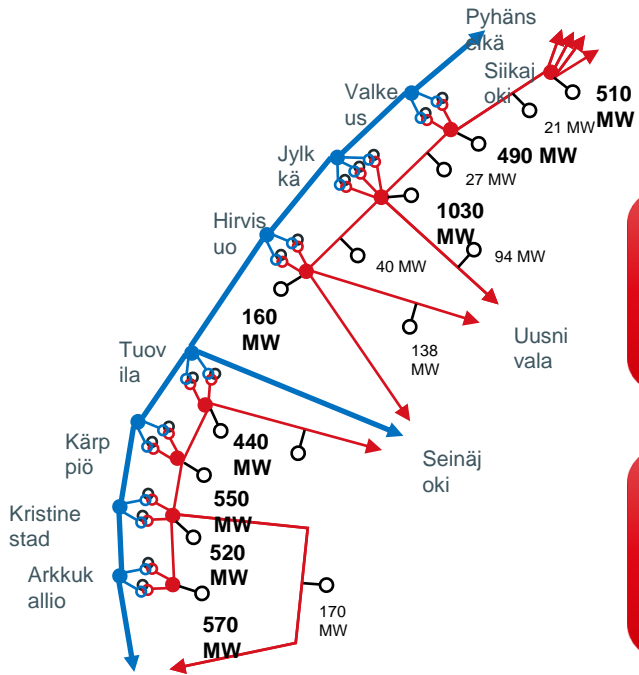 Pyhäns
elkä
Siikaj
oki
510
MW
21 MW
Valke
us
490 MW
27 MW
Jylk
kä
1030
MW
94 MW
Hirvis
uo
40 MW
160
MW
138
MW
Uusni
vala
Tuov
ila
440
MW
Seinäj
oki
Kärp
piö
550
MW
Kristine
stad
520
MW
Arkkuk
allio
570
MW
170
MW